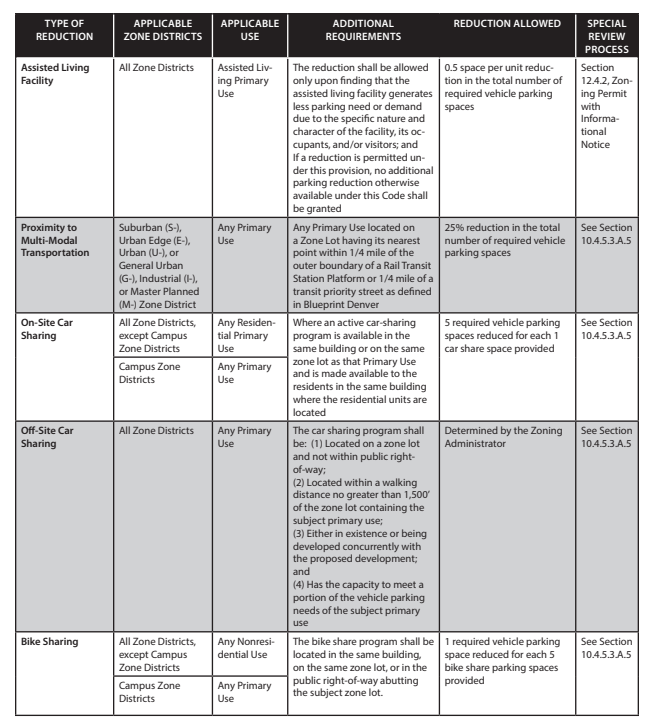 TYPE OF
REDUCTION
APPLICABLE
ZONE DISTRICTS
APPLICABLE
USE
ADDITIONAL
REQUIREMENTS
REDUCTION ALLOWED
SPECIAL
REVIEW
PROCESS
Assisted Living
Facility
All Zone Districts
Assisted Liv-
ing Primary
Use
The reduction shall be allowed
only upon finding that the
assisted living facility generates
less parking need or demand
due to the specific nature and
character of the facility, its oc-
cupants, and/or visitors; and
If a reduction is permitted un-
der this provision, no additional
parking reduction otherwise
available under this Code shall
be granted
0.5 space per unit reduc-
tion in the total number of
required vehicle parking
spaces
Section
12.4.2, Zon-
ing Permit
with
Informa-
tional
Notice
Proximity to
Multi-Modal
Transportation
Suburban (S-),
Urban Edge (E-),
Urban (U-), or
General Urban
(G-), Industrial (I-),
or Master Planned
(M-) Zone District
Any Primary
Use
Any Primary Use located on
a Zone Lot having its nearest
point within 1/4 mile of the
outer boundary of a Rail Transit
Station Platform or 1/4 mile of a
transit priority street as defined
in Blueprint Denver
25% reduction in the total
number of required vehicle
parking spaces
See Section
10.4.5.3.A.5
On-Site Car
Sharing
All Zone Districts,
except Campus
Zone Districts
Any Residen-
tial Primary
Use
Campus Zone
Districts
Any Primary
Use
Where an active car-sharing
program is available in the
same building or on the same
zone lot as that Primary Use
and is made available to the
residents in the same building
where the residential units are
located
5 required vehicle parking
spaces reduced for each 1
car share space provided
See Section
10.4.5.3.A.5
Off-Site Car
Sharing
All Zone Districts
Any Primary
Use
The car sharing program shall
be: (1) Located on a zone lot
and not within public right-
of-way;
(2) Located within a walking
distance no greater than 1,500'
of the zone lot containing the
subject primary use;
(3) Either in existence or being
developed concurrently with
the proposed development;
and
(4) Has the capacity to meet a
portion of the vehicle parking
needs of the subject primary
use
Determined by the Zoning
Administrator
See Section
10.4.5.3.A.5
Bike Sharing
All Zone Districts,
except Campus
Zone Districts
Any Nonresi-
dential Use
Campus Zone
Districts
Any Primary
Use
The bike share program shall be
located in the same building,
on the same zone lot, or in the
public right-of-way abutting
the subject zone lot.
1 required vehicle parking
space reduced for each 5
bike share parking spaces
provided
See Section
10.4.5.3.A.5